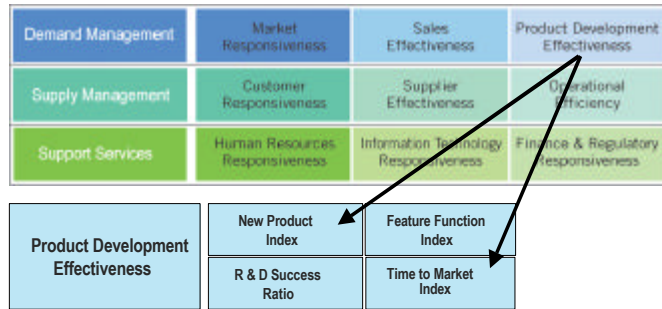 Demand Management
Market
Responsiveness
Sales
Effectiveness
Product Development
Effectiveness
Supply Management
Customer
Responsiveness
Supplier
Effectiveness
Operational
Efficiency
Support Services
Human Resources
Responsiveness
Information Technology
Responsiveness
Finance & Regulatory
Responsiveness
Product Development
Effectiveness
New Product
Index
Feature Function
Index
R & D Success
Ratio
Time to Market
Index